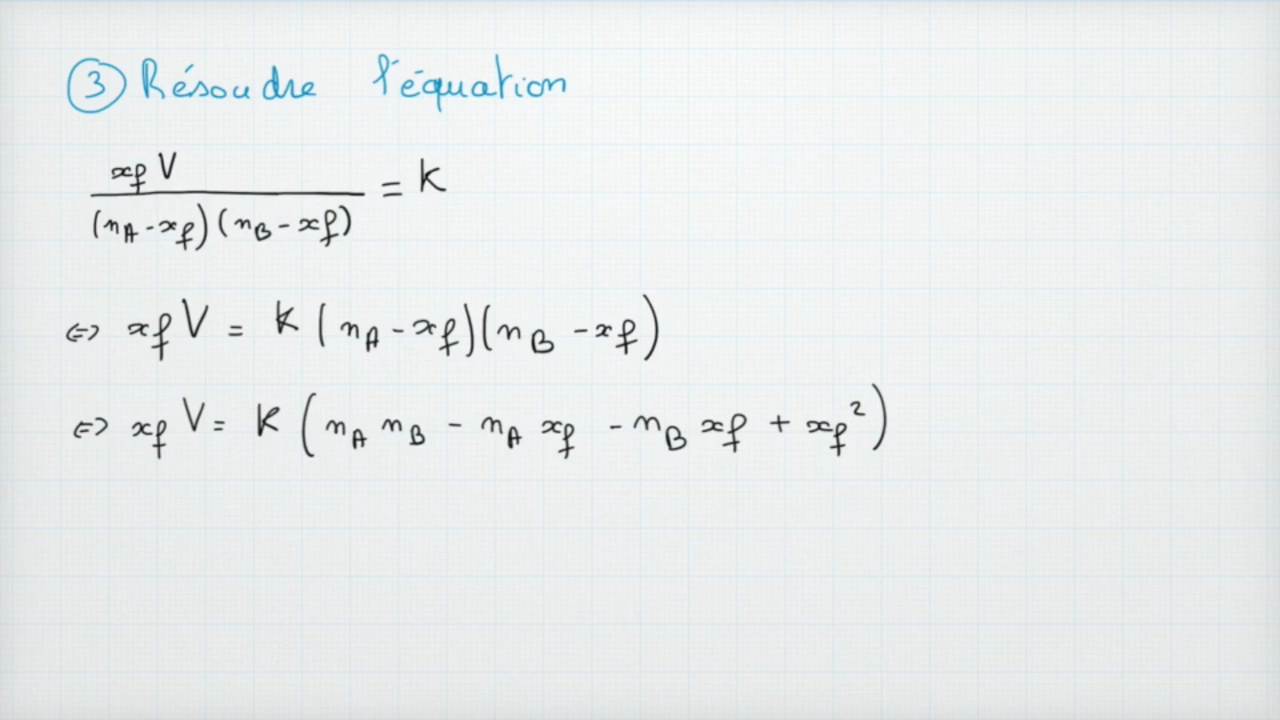 ③ Résoudre l'équation
xf V
(nA - xf) (nB - xf) = K
⇔ xf V = K (nA - xf)(nB - xf)
⇔ xf V = K (nA nB - nA xf - nB xf + xf²)